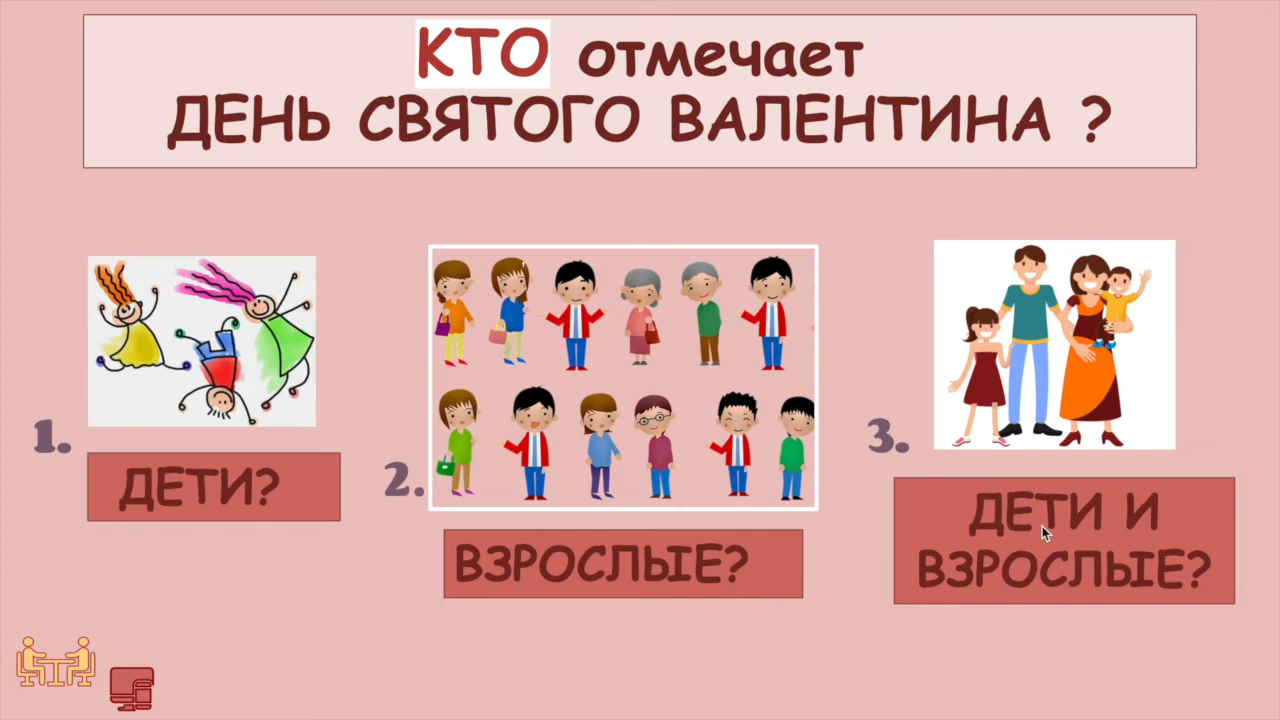 КТО отмечает
ДЕНЬ СВЯТОГО ВАЛЕНТИНА ?
1.
ДЕТИ?
2.
ВЗРОСЛЫЕ?
3.
ДЕТИ И
ВЗРОСЛЫЕ?